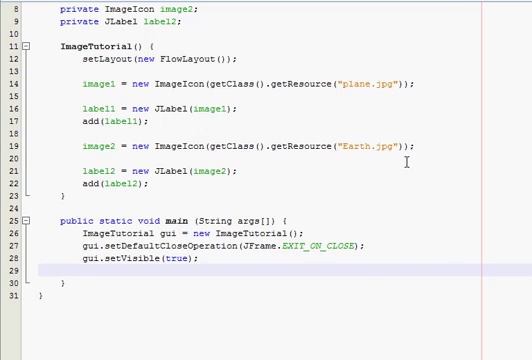 8 private ImageIcon image2;
9 private JLabel label2;
10
11 ImageTutorial() {
12 setLayout(new FlowLayout());
13
14 image1 = new ImageIcon(getClass().getResource("plane.jpg"));
15
16 label1 = new JLabel(image1);
17 add(label1);
18
19 image2 = new ImageIcon(getClass().getResource("Earth.jpg"));
20
21 label2 = new JLabel(image2);
22 add(label2);
23 }
24
25 public static void main (String args[]) {
26 ImageTutorial gui = new ImageTutorial();
27 gui.setDefaultCloseOperation(JFrame.EXIT_ON_CLOSE);
28 gui.setVisible(true);
29
30 }
31 }